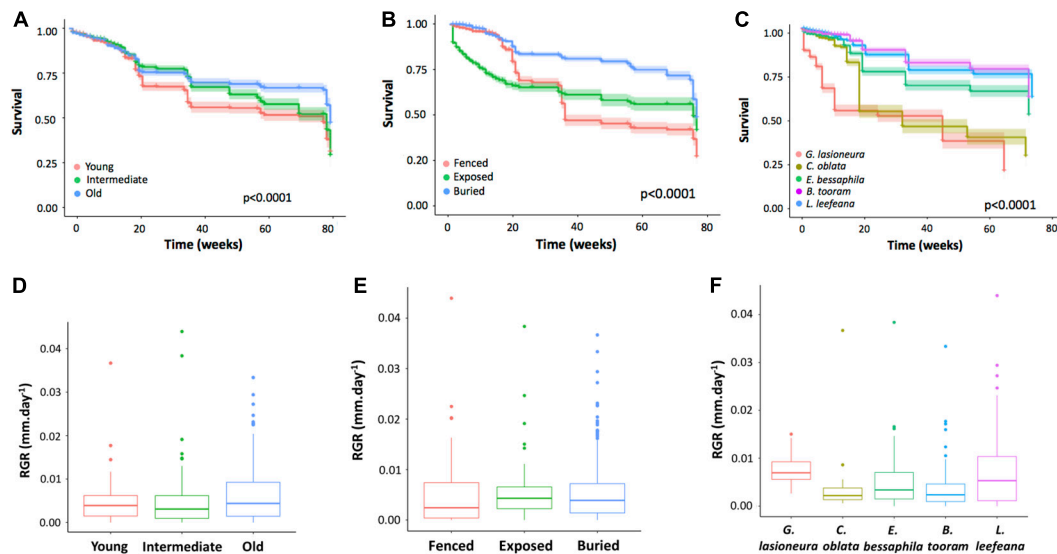 A
1.00
0.75
0.50
0.25
0.00
Survival
Young
Intermediate
Old
p<0.0001
0 20 40 60 80
Time (weeks)
B
1.00
0.75
0.50
0.20
0.00
Survival
Fenced
Exposed
Buried
p<0.0001
0 20 40 60 80
Time (weeks)
C
1.00
0.75
0.50
0.25
0.00
Survival
G. lasioneura
C. oblata
E. bessaphila
B. tooram
L. leefeana
p<0.0001
0 20 40 60 80
Time (weeks)
D
0.04
0.03
0.02
0.01
0.00
RGR (mm.day-1)
Young Intermediate Old
E
0.04
0.03
0.02
0.01
0.00
RGR (mm.day-1)
Fenced Exposed Buried
F
0.04
0.03
0.02
0.01
0.00
RGR (mm.day-1)
G. C. E. B. L.
lasioneura oblata bessaphila tooram leefeana